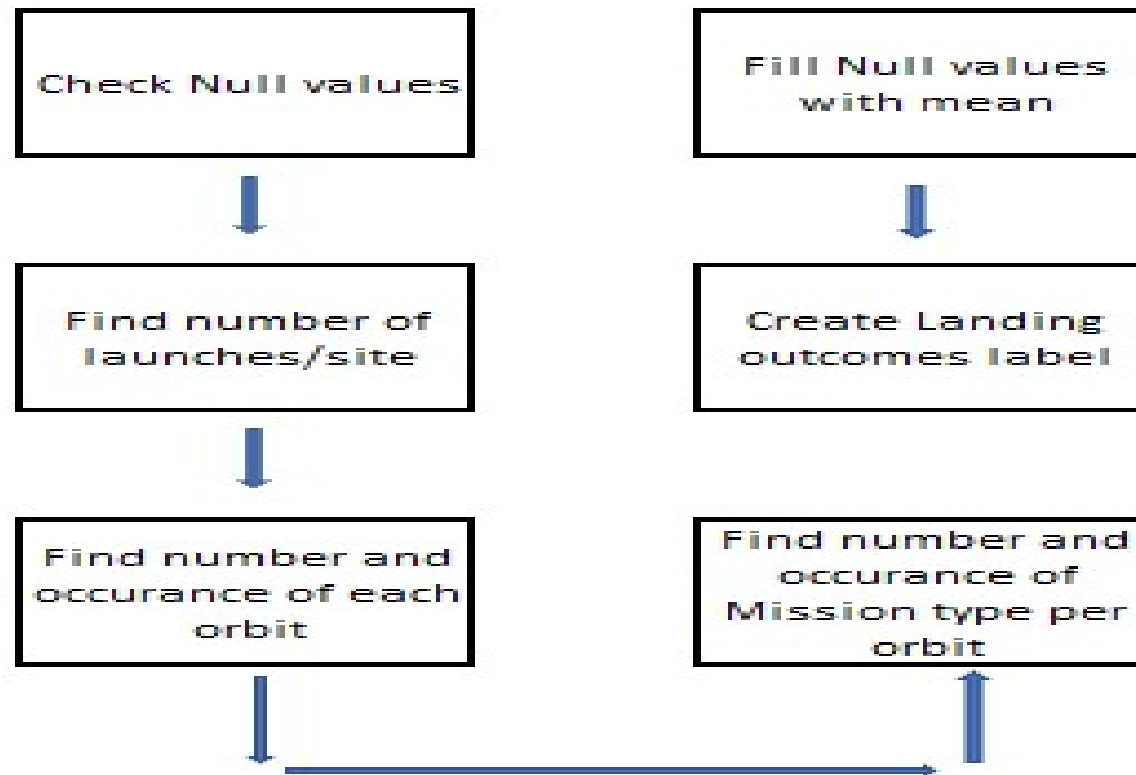 Check Null values
Find number of
launches/site
Find number and
occurance of each
orbit
Fill Null values
with mean
Create Landing
outcomes label
Find number and
occurance of
Mission type per
orbit